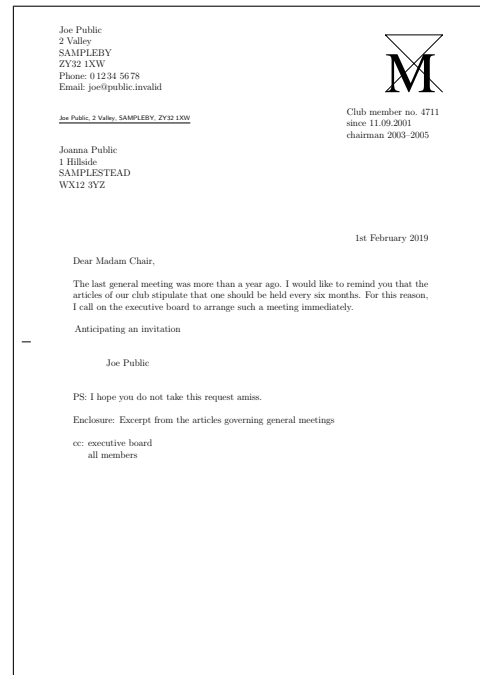 Joe Public
2 Valley
SAMPLEBY
ZY32 1XW
Phone: 0 12 34 56 78
Email: joe@public.invalid
M
Club member no. 4711
since 11.09.2001
chairman 2003–2005
Joe Public, 2 Valley, SAMPLEBY, ZY32 1XW
Joanna Public
1 Hillside
SAMPLESTEAD
WX12 3YZ
1st February 2019
Dear Madam Chair,
The last general meeting was more than a year ago. I would like to remind you that the
articles of our club stipulate that one should be held every six months. For this reason,
I call on the executive board to arrange such a meeting immediately.
Anticipating an invitation
Joe Public
PS: I hope you do not take this request amiss.
Enclosure: Excerpt from the articles governing general meetings
cc: executive board
all members